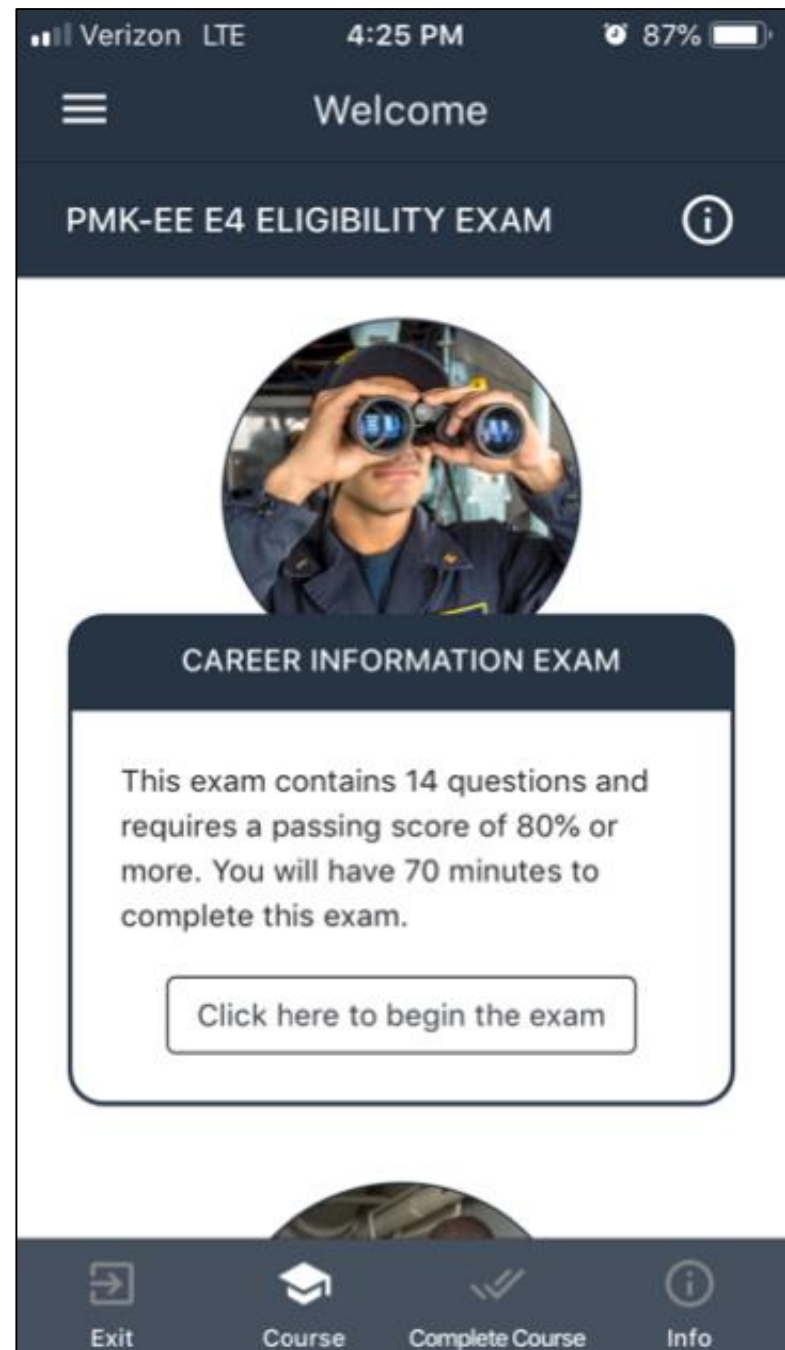 Verizon LTE 4:25 PM 87%
Welcome
PMK-EE E4 ELIGIBILITY EXAM
CAREER INFORMATION EXAM
This exam contains 14 questions and
requires a passing score of 80% or
more. You will have 70 minutes to
complete this exam.
Click here to begin the exam
Exit Course Complete Course Info